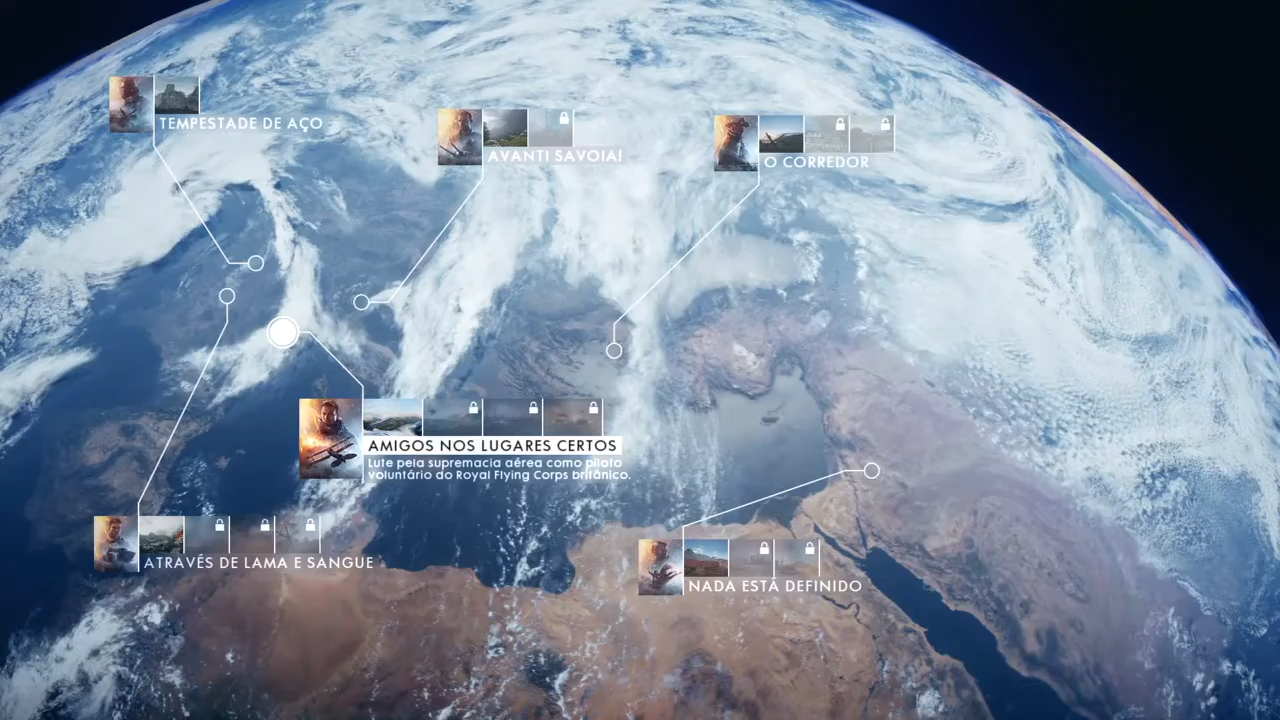 TEMPESTADE DE AÇO
AVANTI SAVOIA!
O CORREDOR
AMIGOS NOS LUGARES CERTOS
Lute pela supremacia aérea como piloto
voluntário do Royal Flying Corps britânico.
ATRAVÉS DE LAMA E SANGUE
NADA ESTÁ DEFINIDO